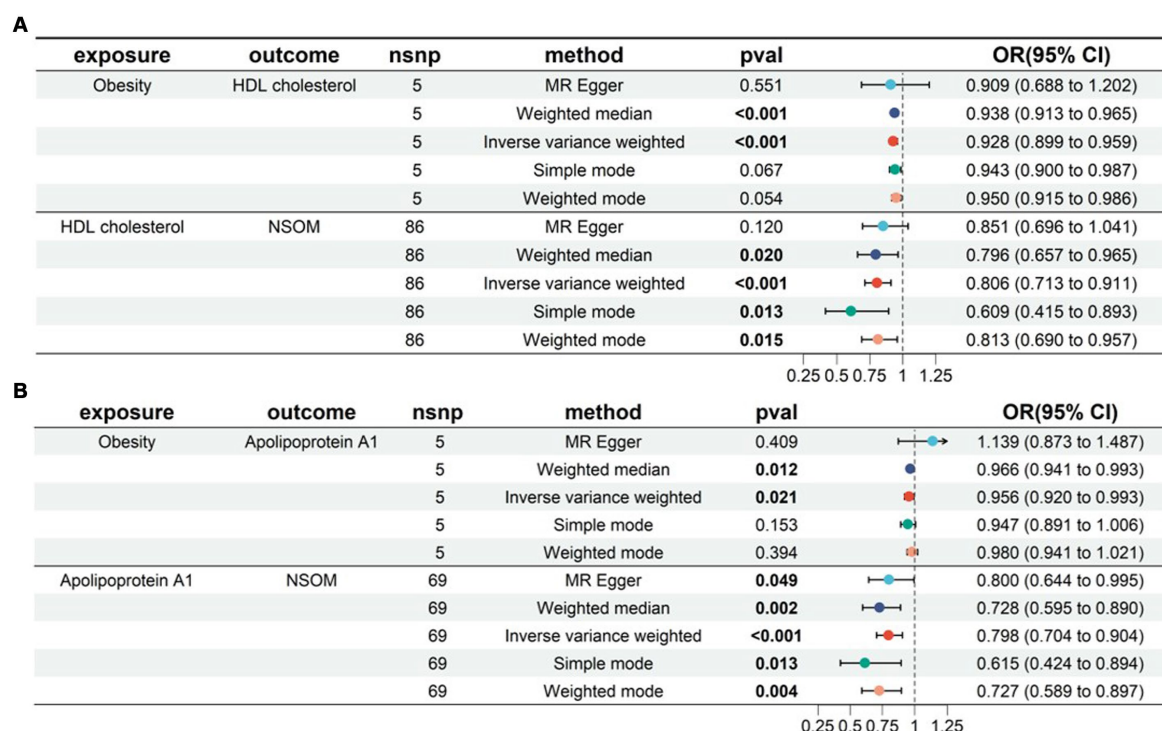 A
exposure outcome nsnp method pval OR(95% CI)
Obesity HDL cholesterol 5 MR Egger 0.551 0.909 (0.688 to 1.202)
5 Weighted median <0.001 0.938 (0.913 to 0.965)
5 Inverse variance weighted <0.001 0.928 (0.899 to 0.959)
5 Simple mode 0.067 0.943 (0.900 to 0.987)
5 Weighted mode 0.054 0.950 (0.915 to 0.986)
HDL cholesterol NSOM 86 MR Egger 0.120 0.851 (0.696 to 1.041)
86 Weighted median 0.020 0.796 (0.657 to 0.965)
86 Inverse variance weighted <0.001 0.806 (0.713 to 0.911)
86 Simple mode 0.013 0.609 (0.415 to 0.893)
86 Weighted mode 0.015 0.813 (0.690 to 0.957)
0.25 0.5 0.75 1 1.25
B
exposure outcome nsnp method pval OR(95% CI)
Obesity Apolipoprotein A1 5 MR Egger 0.409 1.139 (0.873 to 1.487)
5 Weighted median 0.012 0.966 (0.941 to 0.993)
5 Inverse variance weighted 0.021 0.956 (0.920 to 0.993)
5 Simple mode 0.153 0.947 (0.891 to 1.006)
5 Weighted mode 0.394 0.980 (0.941 to 1.021)
Apolipoprotein A1 NSOM 69 MR Egger 0.049 0.800 (0.644 to 0.995)
69 Weighted median 0.002 0.728 (0.595 to 0.890)
69 Inverse variance weighted <0.001 0.798 (0.704 to 0.904)
69 Simple mode 0.013 0.615 (0.424 to 0.894)
69 Weighted mode 0.004 0.727 (0.589 to 0.897)
0.25 0.5 0.75 1 1.25